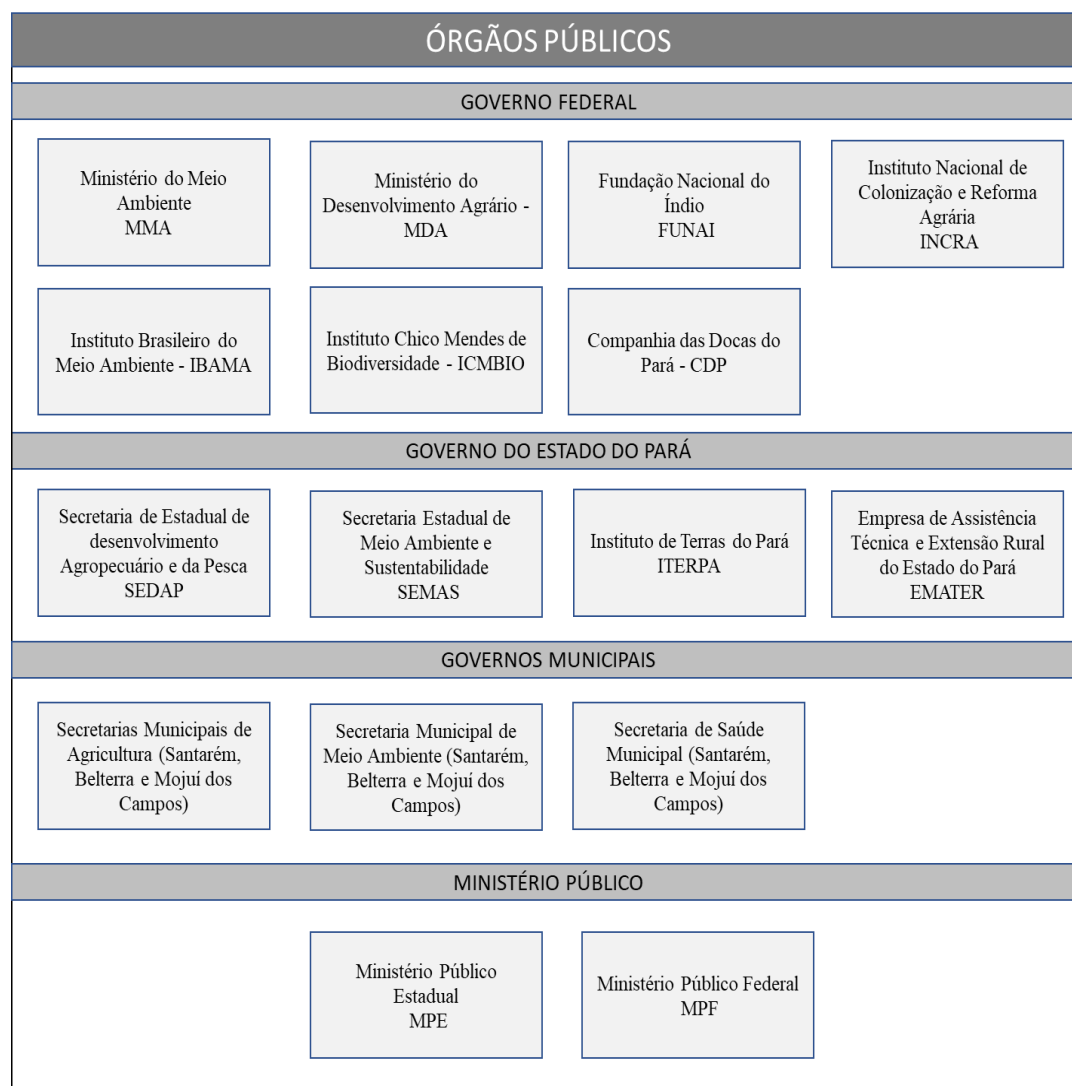 ÓRGÃOS PÚBLICOS
GOVERNO FEDERAL
Ministério do Meio
Ambiente
MMA
Ministério do
Desenvolvimento Agrário -
MDA
Fundação Nacional do
Índio
FUNAI
Instituto Nacional de
Colonização e Reforma
Agrária
INCRA
Instituto Brasileiro do
Meio Ambiente - IBAMA
Instituto Chico Mendes de
Biodiversidade - ICMBIO
Companhia das Docas do
Pará - CDP
GOVERNO DO ESTADO DO PARÁ
Secretaria de Estadual de
desenvolvimento
Agropecuário e da Pesca
SEDAP
Secretaria Estadual de
Meio Ambiente e
Sustentabilidade
SEMAS
Instituto de Terras do Pará
ITERPA
Empresa de Assistência
Técnica e Extensão Rural
do Estado do Pará
EMATER
GOVERNOS MUNICIPAIS
Secretarias Municipais de
Agricultura (Santarém,
Belterra e Mojuí dos
Campos)
Secretaria Municipal de
Meio Ambiente (Santarém,
Belterra e Mojuí dos
Campos)
Secretaria de Saúde
Municipal (Santarém,
Belterra e Mojuí dos
Campos)
MINISTÉRIO PÚBLICO
Ministério Público
Estadual
MPE
Ministério Público Federal
MPF